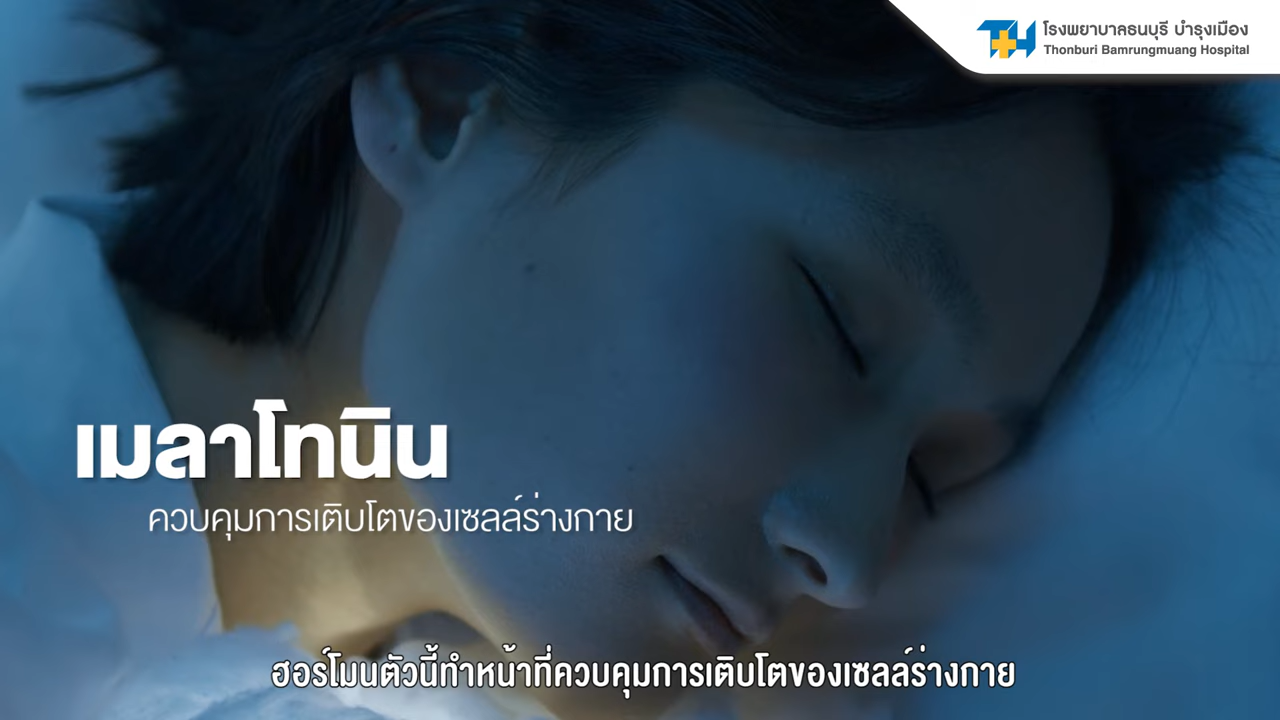 โรงพยาบาลธนบุรี บำรุงเมือง
Thonburi Bamrungmuang Hospital
เมลาโทนิน
ควบคุมการเติบโตของเซลล์ร่างกาย
ฮอร์โมนตัวนี้ทำหน้าที่ควบคุมการเติบโตของเซลล์ร่างกาย